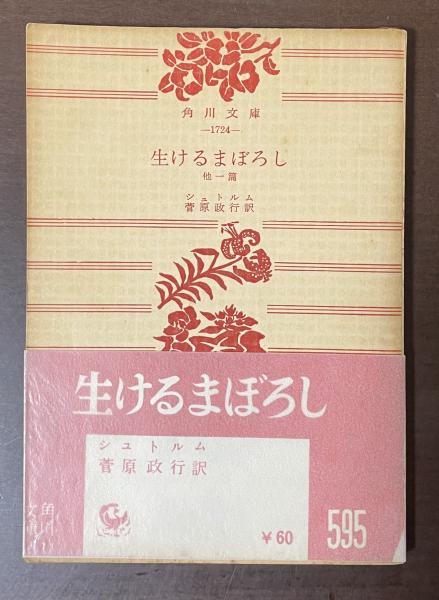 角川文庫
—1724—
生けるまぼろし
他一篇
シュトルム
菅原政行訳
生けるまぼろし
シュトルム
菅原政行訳
¥60
595
角川
文庫